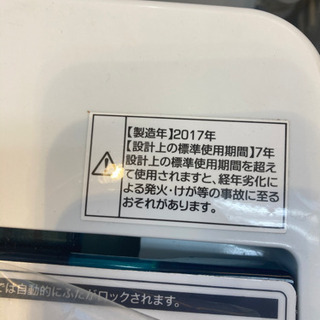 【製造年】2017年
【設計上の標準使用期間】7年
設計上の標準使用期間を超え
て使用されますと、経年劣化に
よる発火・けが等の事故に至る
おそれがあります。
では自動的にふたがロックされます。